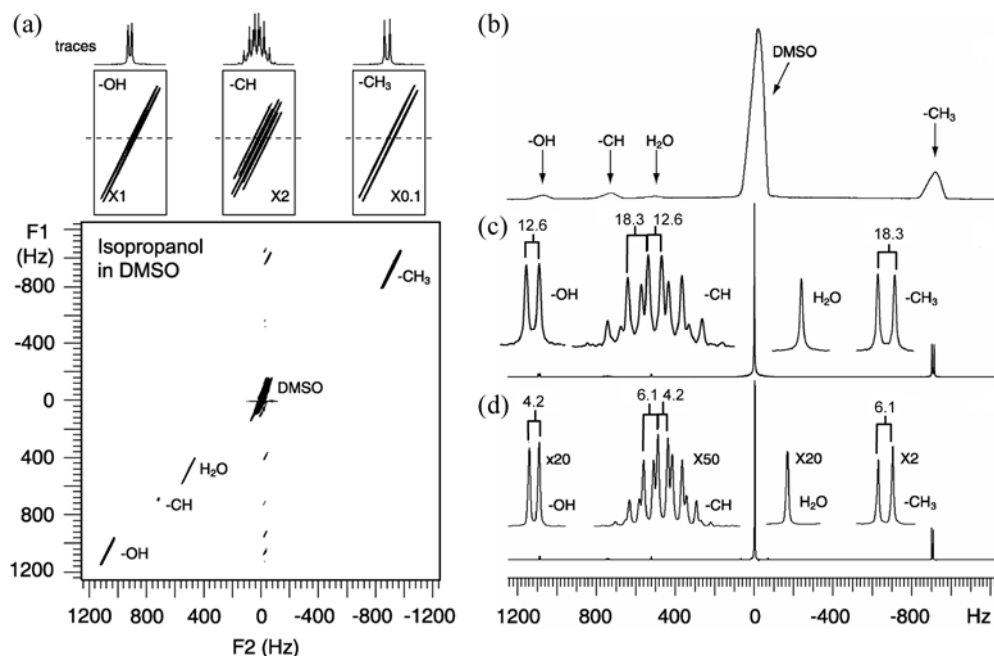 (a)
traces
-OH
-CH
-CH3
X1
X2
X0.1
F1
(Hz)
Isopropanol
in DMSO
-CH3
DMSO
H2O
-CH
-OH
-800
-400
0
400
800
1200
1200 800 400 0 -400 -800 -1200
F2 (Hz)
(b)
DMSO
-OH
-CH
H2O
-CH3
(c)
12.6
18.3
12.6
18.3
-OH
-CH
H2O
-CH3
(d)
4.2
6.1
4.2
6.1
x20
X50
X20
X2
-OH
-CH
H2O
-CH3
1200 800 400 0 -400 -800 Hz